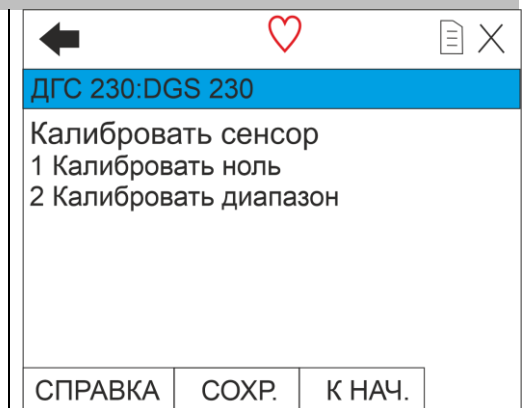 ДГС 230:DGS 230
Калибровать сенсор
1 Калибровать ноль
2 Калибровать диапазон
СПРАВКА СОХР. К НАЧ.